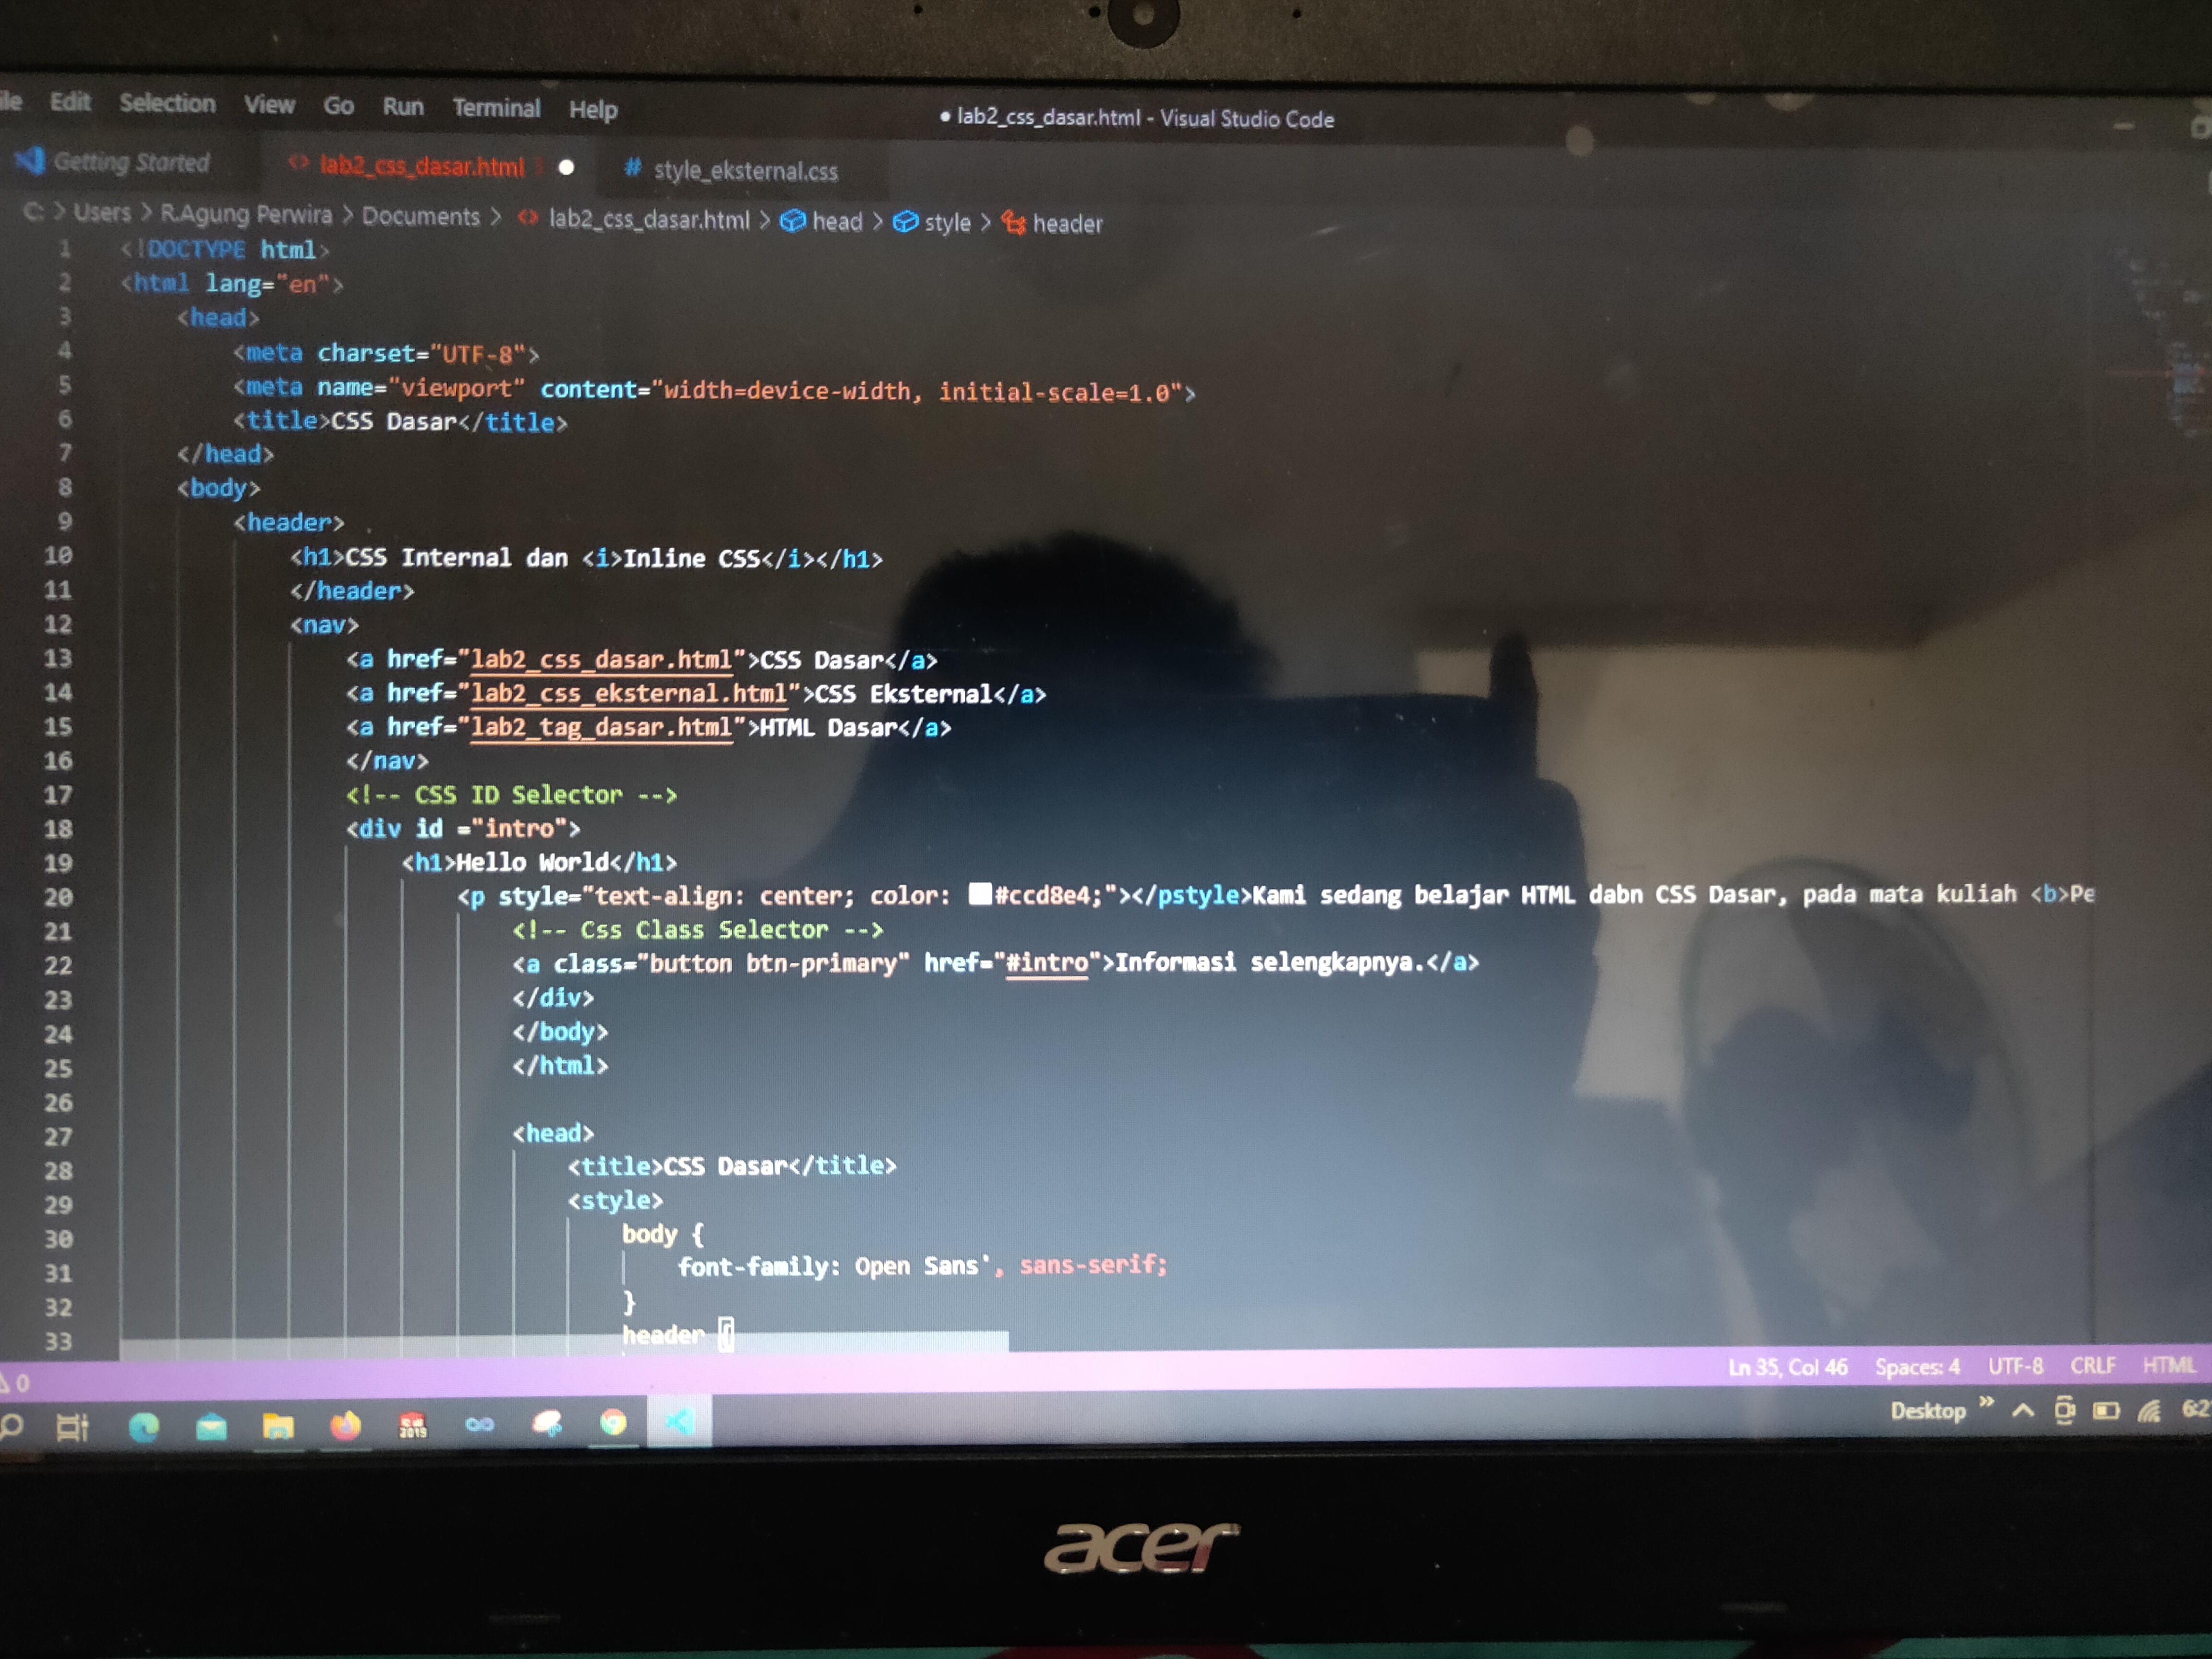 Edit Selection View Go Run Terminal Help
● lab2_css_dasar.html - Visual Studio Code
Getting Started
<> lab2_css_dasar.html 3 ●
# style_eksternal.css
C: > Users > R.Agung Perwira > Documents > <> lab2_css_dasar.html > head > style > header
1 <!DOCTYPE html>
2 <html lang="en">
3 <head>
4 <meta charset="UTF-8">
5 <meta name="viewport" content="width=device-width, initial-scale=1.0">
6 <title>CSS Dasar</title>
7 </head>
8 <body>
9 <header>
10 <h1>CSS Internal dan <i>Inline CSS</i></h1>
11 </header>
12 <nav>
13 <a href="lab2_css_dasar.html">CSS Dasar</a>
14 <a href="lab2_css_eksternal.html">CSS Eksternal</a>
15 <a href="lab2_tag_dasar.html">HTML Dasar</a>
16 </nav>
17 <!-- CSS ID Selector -->
18 <div id ="intro">
19 <h1>Hello World</h1>
20 <p style="text-align: center; color: #ccd8e4;"></pstyle>Kami sedang belajar HTML dabn CSS Dasar, pada mata kuliah <b>Pe
21 <!-- Css Class Selector -->
22 <a class="button btn-primary" href="#intro">Informasi selengkapnya.</a>
23 </div>
24 </body>
25 </html>
26
27 <head>
28 <title>CSS Dasar</title>
29 <style>
30 body {
31 font-family: Open Sans', sans-serif;
32 }
33 header {
0
Ln 35, Col 46 Spaces: 4 UTF-8 CRLF HTML
2019
Desktop
acer